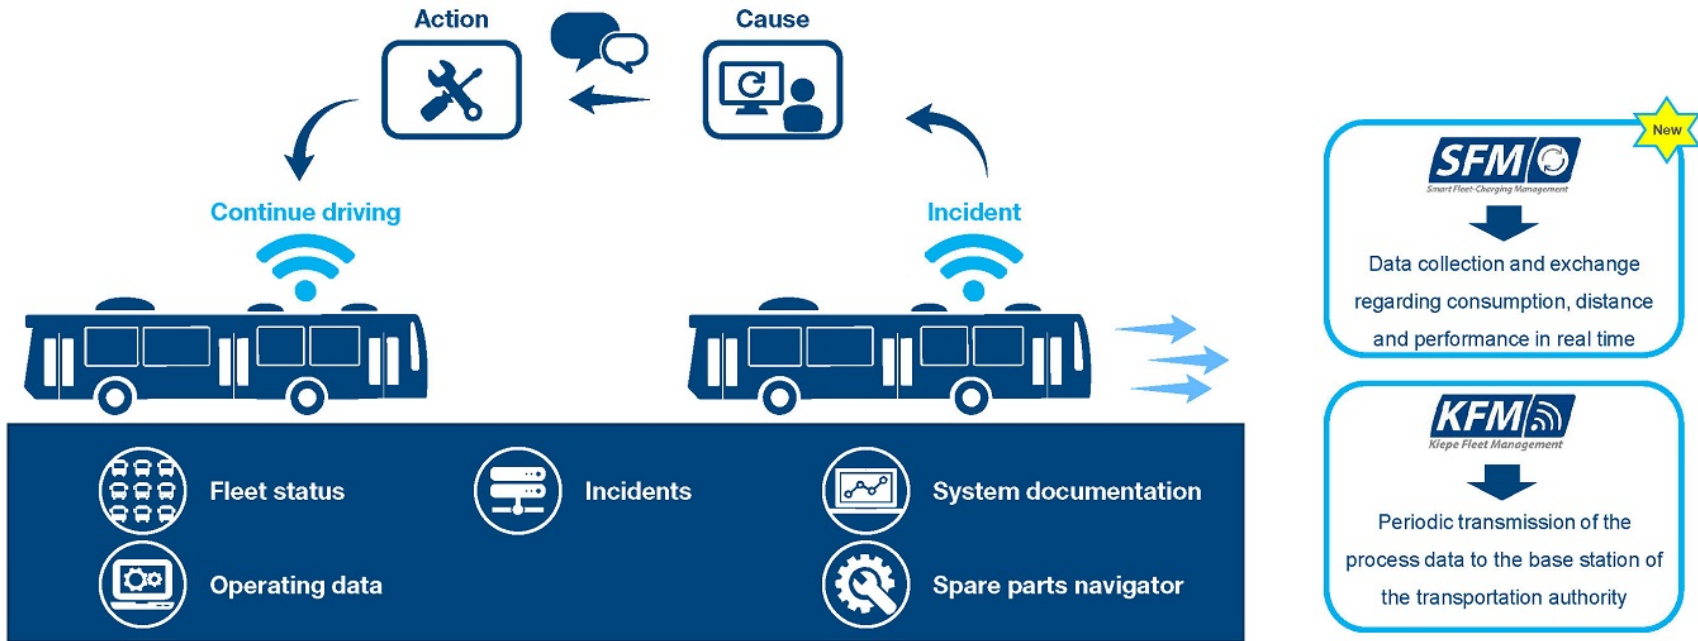 Action
Cause
Continue driving
Incident
Fleet status
Incidents
System documentation
Operating data
Spare parts navigator
New
SFM
Smart Fleet-Charging Management
Data collection and exchange
regarding consumption, distance
and performance in real time
KFM
Kiepe Fleet Management
Periodic transmission of the
process data to the base station of
the transportation authority